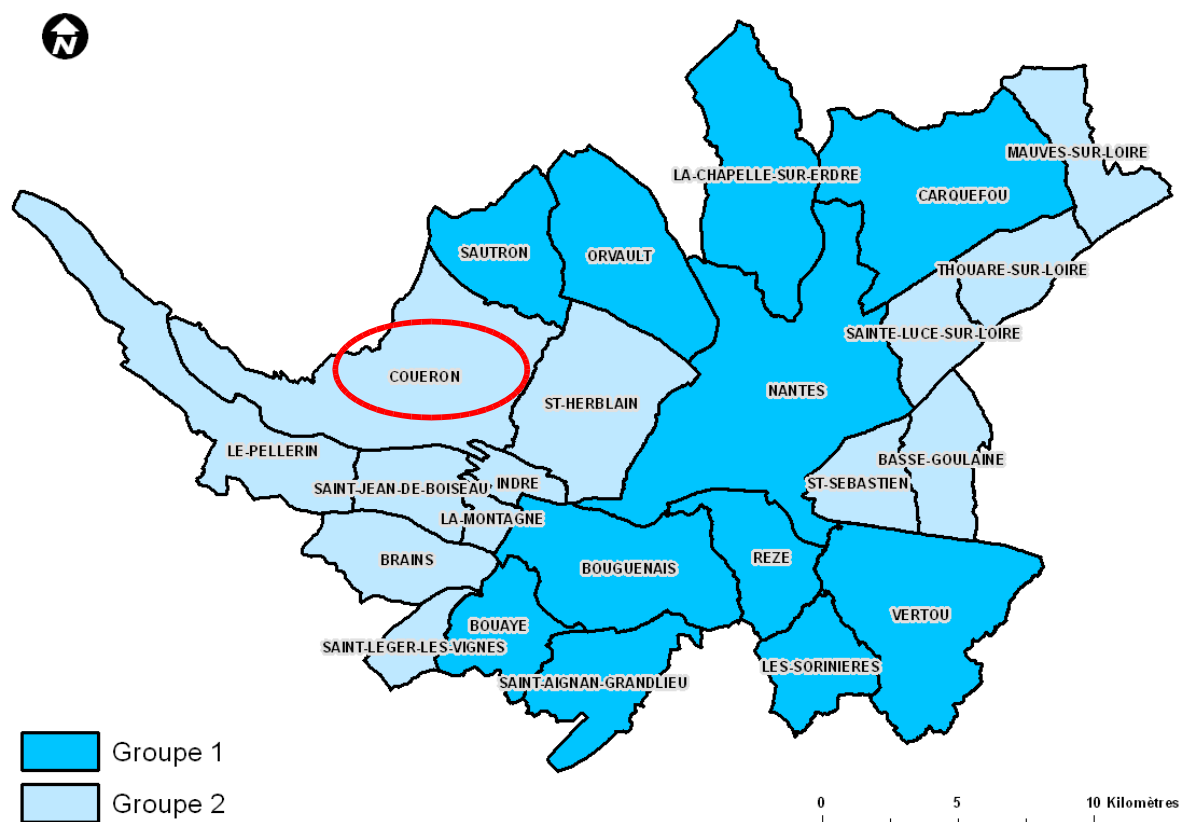 N
MAUVES-SUR-LOIRE
LA-CHAPELLE-SUR-ERDRE
CARQUEFOU
SAUTRON
ORVAULT
THOUARE-SUR-LOIRE
SAINTE-LUCE-SUR-LOIRE
COUERON
NANTES
ST-HERBLAIN
LE-PELLERIN
BASSE-GOULAINE
SAINT-JEAN-DE-BOISEAU
INDRE
ST-SEBASTIEN
LA-MONTAGNE
BRAINS
BOUGUENAIS
REZE
VERTOU
BOUAYE
SAINT-LEGER-LES-VIGNES
LES-SORINIERES
SAINT-AIGNAN-GRANDLIEU
Groupe 1
Groupe 2
0 5 10 Kilomètres